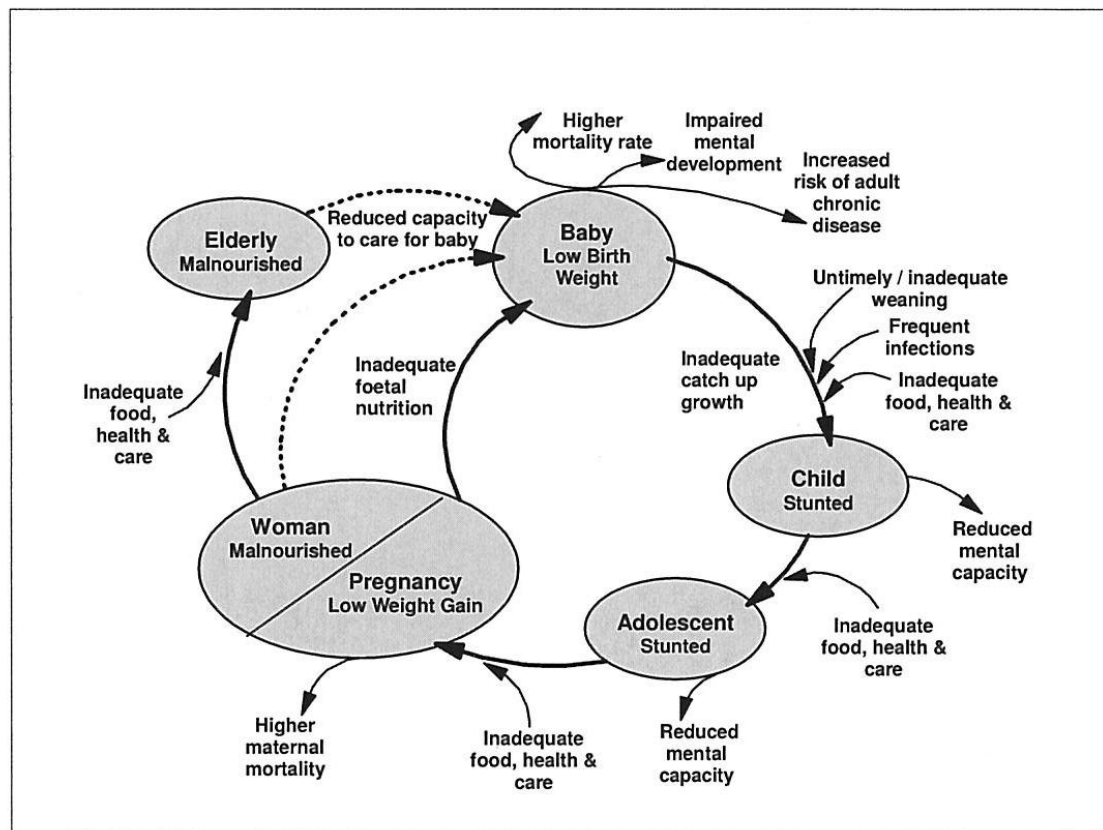 Higher
mortality rate
Impaired
mental
development
Increased
risk of adult
chronic
disease
Elderly
Malnourished
Reduced capacity
to care for baby
Baby
Low Birth
Weight
Untimely / inadequate
weaning
Frequent
infections
Inadequate
food, health &
care
Inadequate
catch up
growth
Inadequate
foetal
nutrition
Inadequate
food,
health &
care
Child
Stunted
Reduced
mental
capacity
Woman
Malnourished
Pregnancy
Low Weight Gain
Adolescent
Stunted
Inadequate
food, health &
care
Higher
maternal
mortality
Inadequate
food, health &
care
Reduced
mental
capacity